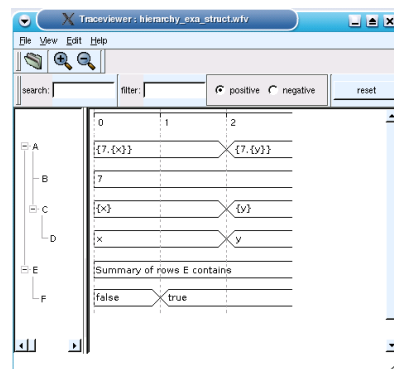 Traceviewer : hierarchy_exa_struct.wfv
File View Edit Help
search: filter: positive negative reset
0 1 2
A {7,{x}} {7,{y}}
B 7
C {x} {y}
D x y
E Summary of rows E contains
F false true